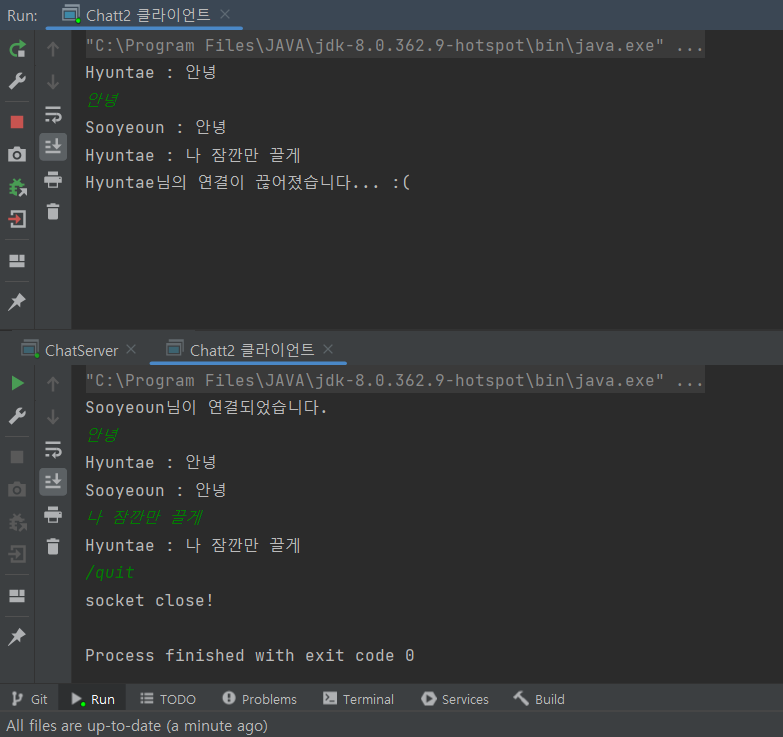 Run: Chatt2 클라이언트
"C:\Program Files\JAVA\jdk-8.0.362.9-hotspot\bin\java.exe" ...
Hyuntae : 안녕
안녕
Sooyeoun : 안녕
Hyuntae : 나 잠깐만 끌게
Hyuntae님의 연결이 끊어졌습니다... :(
ChatServer Chatt2 클라이언트
"C:\Program Files\JAVA\jdk-8.0.362.9-hotspot\bin\java.exe" ...
Sooyeoun님이 연결되었습니다.
안녕
Hyuntae : 안녕
Sooyeoun : 안녕
나 잠깐만 끌게
Hyuntae : 나 잠깐만 끌게
/quit
socket close!
Process finished with exit code 0
Git Run TODO Problems Terminal Services Build
All files are up-to-date (a minute ago)